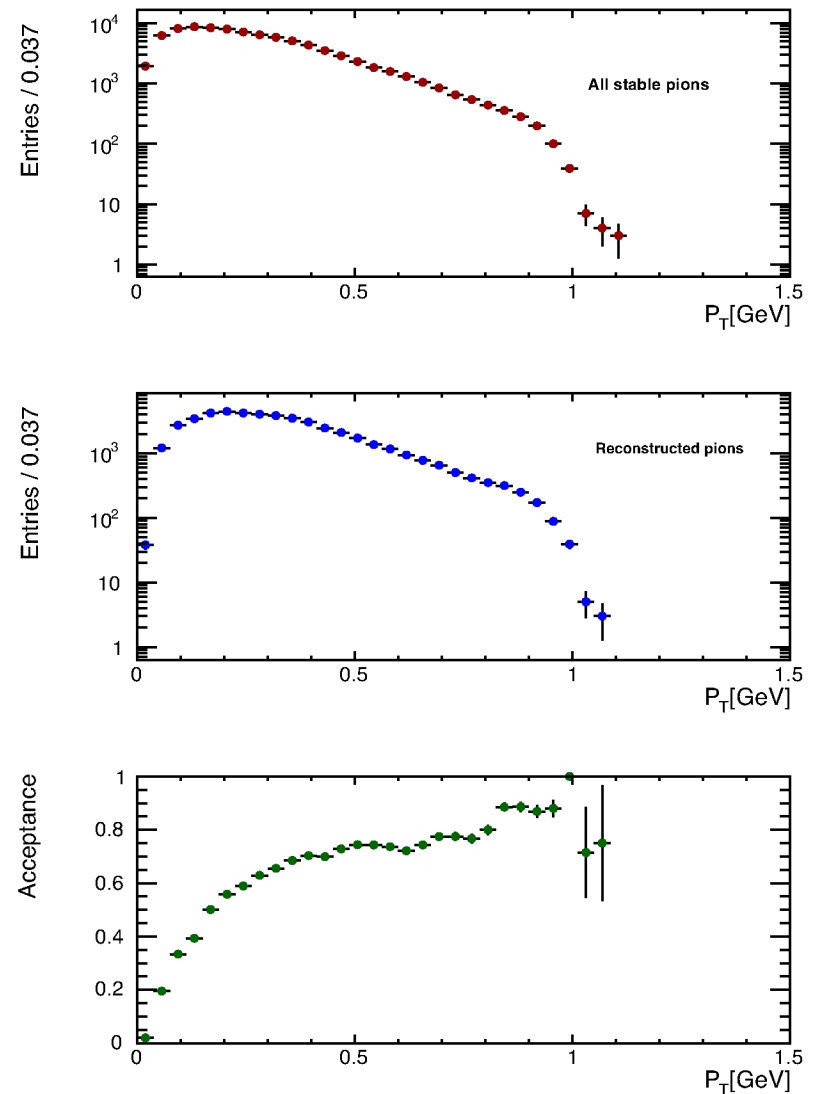 Entries / 0.037
10⁴
10³
10²
10
1
All stable pions
0 0.5 1 1.5
P_T[GeV]
Entries / 0.037
10³
10²
10
1
Reconstructed pions
0 0.5 1 1.5
P_T[GeV]
Acceptance
1
0.8
0.6
0.4
0.2
0
0 0.5 1 1.5
P_T[GeV]